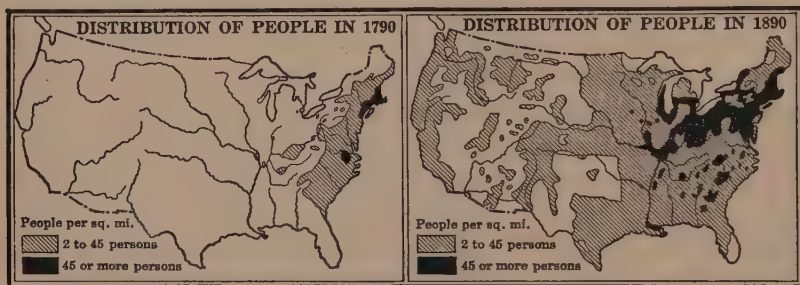 DISTRIBUTION OF PEOPLE IN 1790
People per sq. mi.
2 to 45 persons
45 or more persons
DISTRIBUTION OF PEOPLE IN 1890
People per sq. mi.
2 to 45 persons
45 or more persons